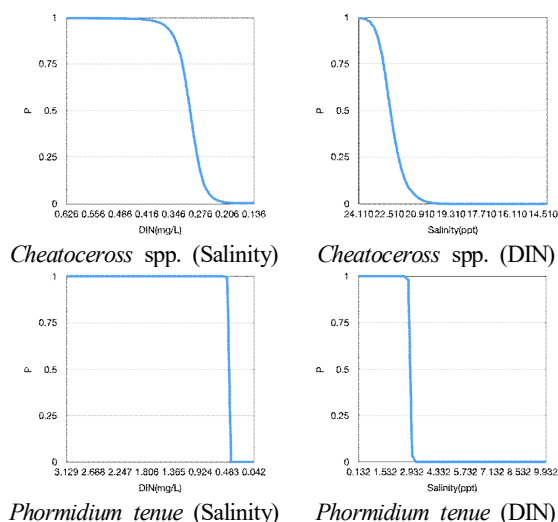 1
0.75
P
0.5
0.25
0
0.626 0.556 0.486 0.416 0.346 0.276 0.206 0.136
DIN(mg/L)
Cheatoceross spp. (Salinity)
1
0.75
P
0.5
0.25
0
24.110 22.510 20.910 19.310 17.710 16.110 14.510
Salinity(ppt)
Cheatoceross spp. (DIN)
1
0.75
P
0.5
0.25
0
3.129 2.668 2.247 1.806 1.365 0.924 0.483 0.042
DIN(mg/L)
Phormidium tenue (Salinity)
1
0.75
P
0.5
0.25
0
0.132 1.532 2.932 4.332 5.732 7.132 8.532 9.932
Salinity(ppt)
Phormidium tenue (DIN)